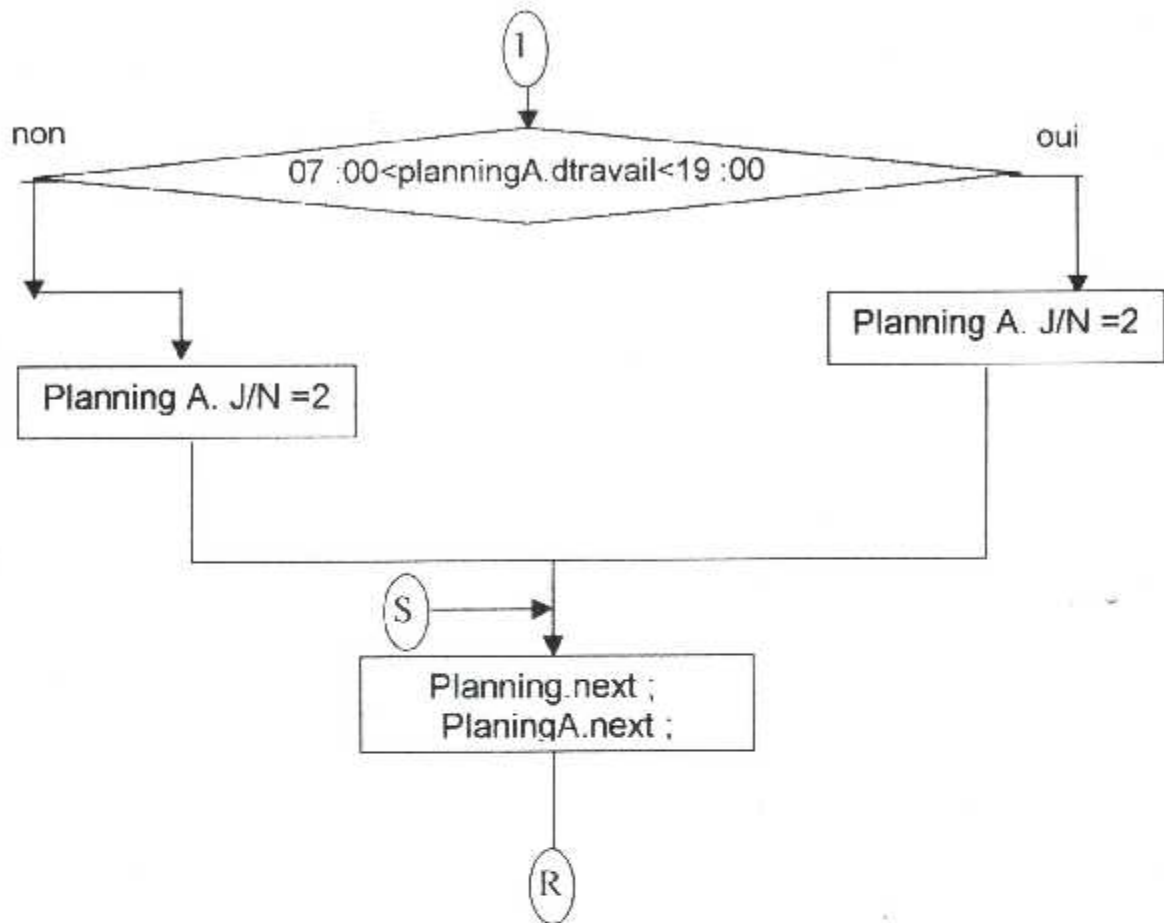 1
non
oui
07 :00<planningA.dtravail<19 :00
Planning A. J/N =2
Planning A. J/N =2
S
Planning.next ;
PlaningA.next ;
R